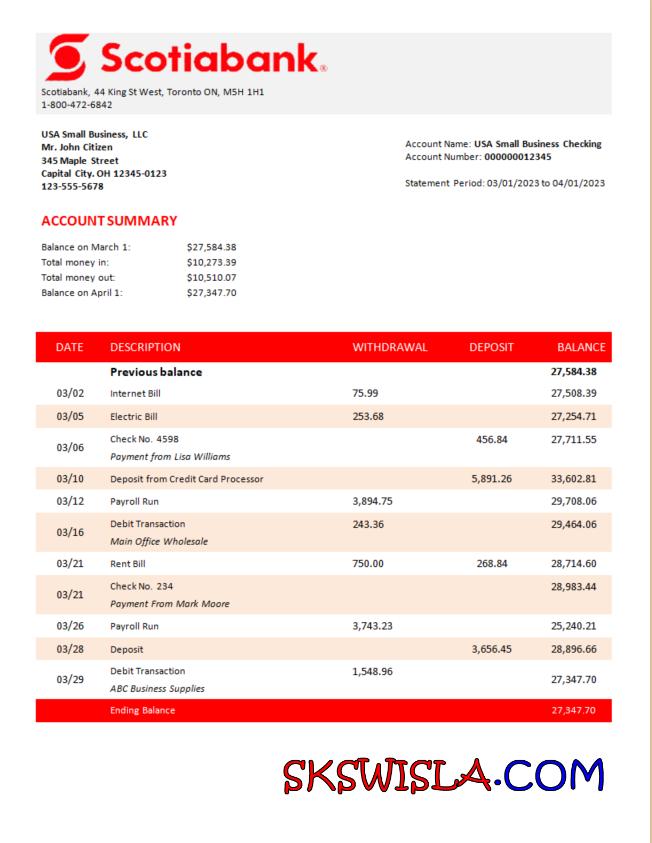 Scotiabank®
Scotiabank, 44 King St West, Toronto ON, M5H 1H1
1-800-472-6842
USA Small Business, LLC
Mr. John Citizen
345 Maple Street
Capital City. OH 12345-0123
123-555-5678
Account Name: USA Small Business Checking
Account Number: 000000012345
Statement Period: 03/01/2023 to 04/01/2023
ACCOUNT SUMMARY
Balance on March 1: $27,584.38
Total money in: $10,273.39
Total money out: $10,510.07
Balance on April 1: $27,347.70
DATE DESCRIPTION WITHDRAWAL DEPOSIT BALANCE
Previous balance 27,584.38
03/02 Internet Bill 75.99 27,508.39
03/05 Electric Bill 253.68 27,254.71
03/06 Check No. 4598 456.84 27,711.55
Payment from Lisa Williams
03/10 Deposit from Credit Card Processor 5,891.26 33,602.81
03/12 Payroll Run 3,894.75 29,708.06
03/16 Debit Transaction 243.36 29,464.06
Main Office Wholesale
03/21 Rent Bill 750.00 268.84 28,714.60
03/21 Check No. 234 28,983.44
Payment From Mark Moore
03/26 Payroll Run 3,743.23 25,240.21
03/28 Deposit 3,656.45 28,896.66
03/29 Debit Transaction 1,548.96 27,347.70
ABC Business Supplies
Ending Balance 27,347.70
SKSWISLA.COM